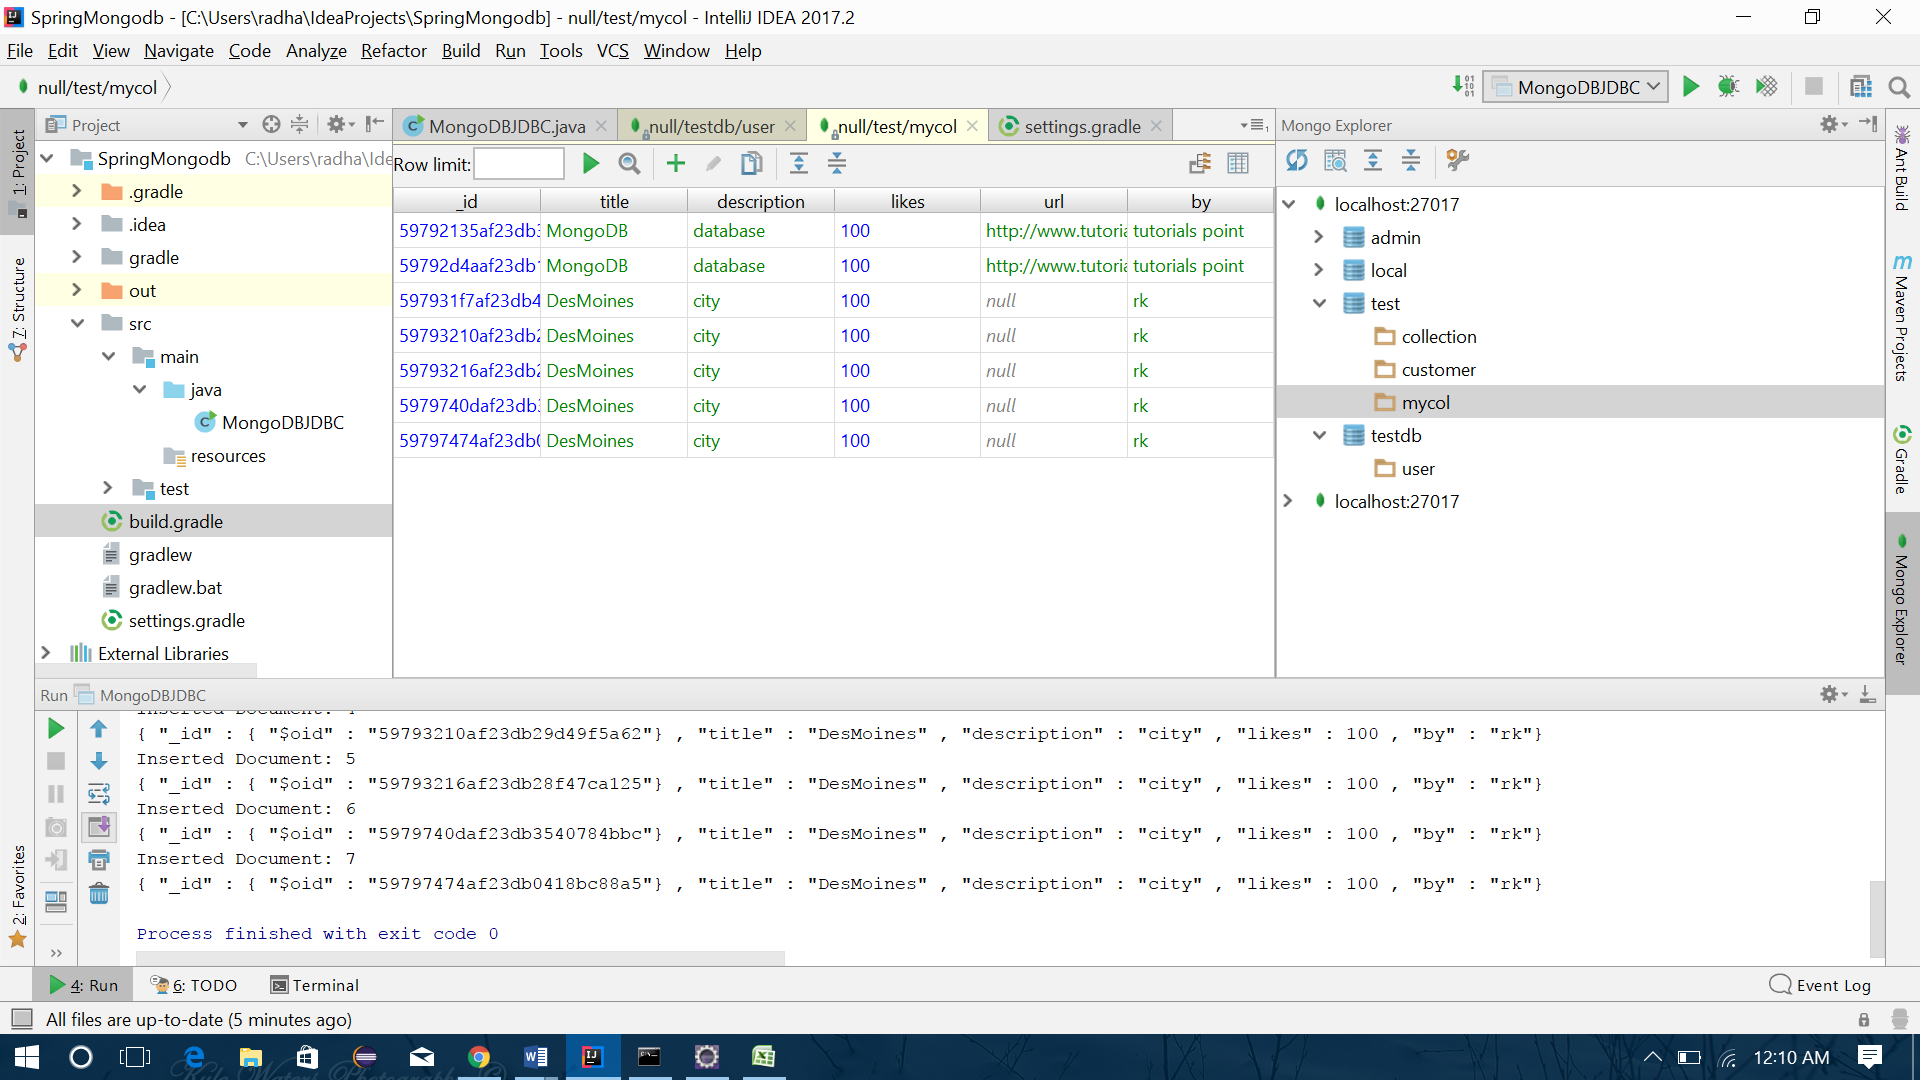 SpringMongodb - [C:\Users\radha\IdeaProjects\SpringMongodb] - null/test/mycol - IntelliJ IDEA 2017.2
File Edit View Navigate Code Analyze Refactor Build Run Tools VCS Window Help
null/test/mycol
MongoDBJDBC
Project
MongoDBJDBC.java
null/testdb/user
null/test/mycol
settings.gradle
Mongo Explorer
1: Project
7: Structure
2: Favorites
SpringMongodb C:\Users\radha\Ide
.gradle
.idea
gradle
out
src
main
java
MongoDBJDBC
resources
test
build.gradle
gradlew
gradlew.bat
settings.gradle
External Libraries
Row limit:
_id title description likes url by
59792135af23db MongoDB database 100 http://www.tutoria tutorials point
59792d4aaf23db MongoDB database 100 http://www.tutoria tutorials point
597931f7af23db4 DesMoines city 100 null rk
59793210af23db2 DesMoines city 100 null rk
59793216af23db2 DesMoines city 100 null rk
5979740daf23db3 DesMoines city 100 null rk
59797474af23db0 DesMoines city 100 null rk
localhost:27017
admin
local
test
collection
customer
mycol
testdb
user
localhost:27017
Ant Build
Maven Projects
Gradle
Mongo Explorer
Run MongoDBJDBC
Inserted Document: 4
{ "_id" : { "$oid" : "59793210af23db29d49f5a62"} , "title" : "DesMoines" , "description" : "city" , "likes" : 100 , "by" : "rk"}
Inserted Document: 5
{ "_id" : { "$oid" : "59793216af23db28f47ca125"} , "title" : "DesMoines" , "description" : "city" , "likes" : 100 , "by" : "rk"}
Inserted Document: 6
{ "_id" : { "$oid" : "5979740daf23db3540784bbc"} , "title" : "DesMoines" , "description" : "city" , "likes" : 100 , "by" : "rk"}
Inserted Document: 7
{ "_id" : { "$oid" : "59797474af23db0418bc88a5"} , "title" : "DesMoines" , "description" : "city" , "likes" : 100 , "by" : "rk"}
Process finished with exit code 0
4: Run
6: TODO
Terminal
Event Log
All files are up-to-date (5 minutes ago)
12:10 AM